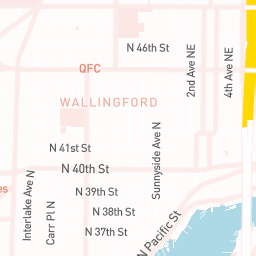 N 46th St
QFC
2nd Ave NE
4th Ave NE
WALLINGFORD
Sunnyside Ave N
N 41st St
N 40th St
Interlake Ave N
Carr Pl N
N 39th St
N 38th St
N 37th St
N Pacific St
es